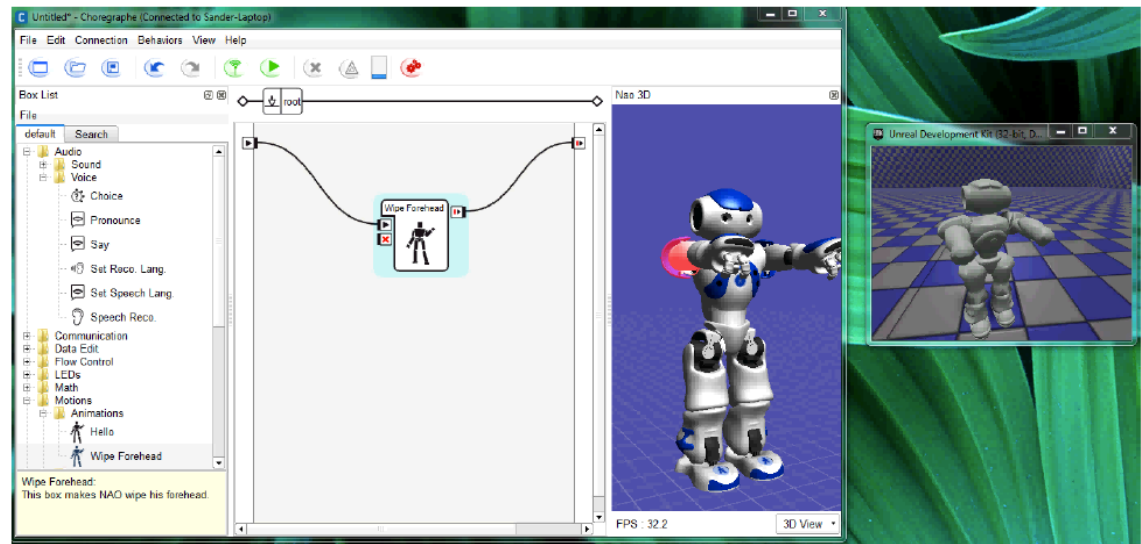 Untitled* - Choregraphe (Connected to Sander-Laptop)
File Edit Connection Behaviors View Help
Box List
File
default Search
Audio
Sound
Voice
Choice
Pronounce
Say
Set Reco. Lang.
Set Speech Lang.
Speech Reco.
Communication
Data Edit
Flow Control
LEDs
Math
Motions
Animations
Hello
Wipe Forehead
Wipe Forehead:
This box makes NAO wipe his forehead.
root
Wipe Forehead
Nao 3D
FPS : 32.2
3D View
Unreal Development Kit (32-bit, D...